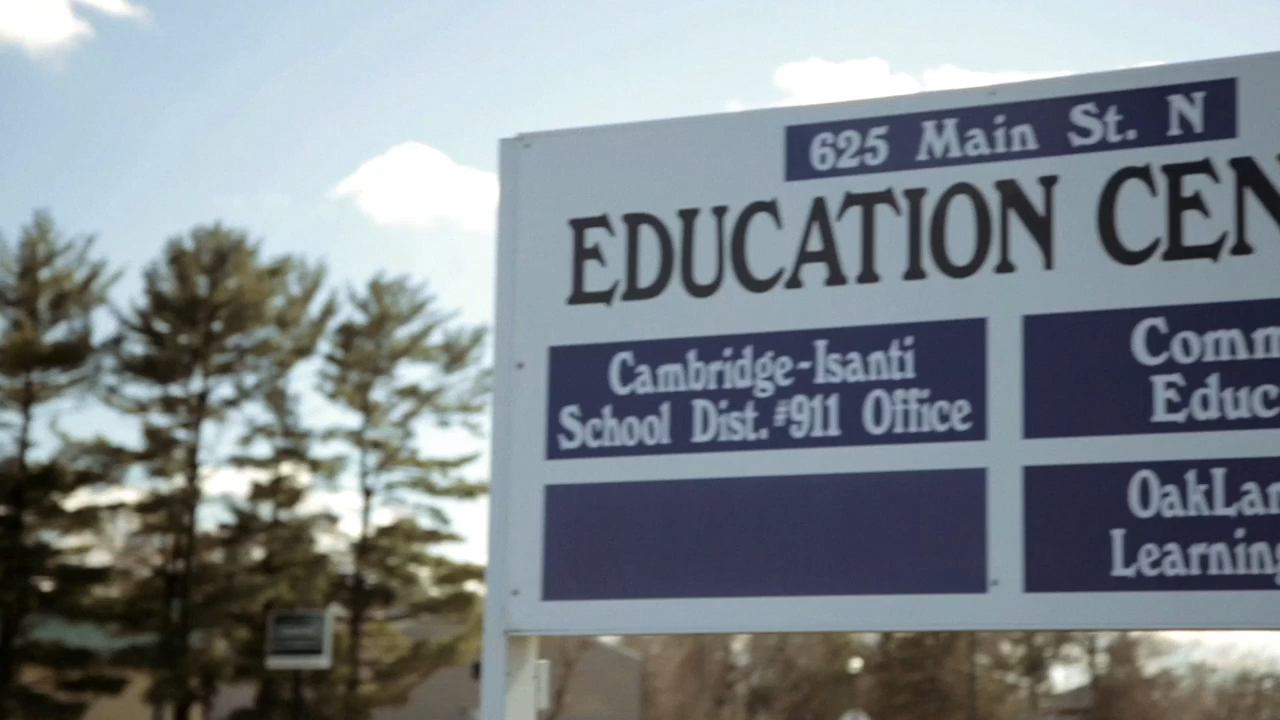 625 Main St. N
EDUCATION CEN
Cambridge-Isanti
School Dist. #911 Office
Comm
Educ
OakLan
Learning